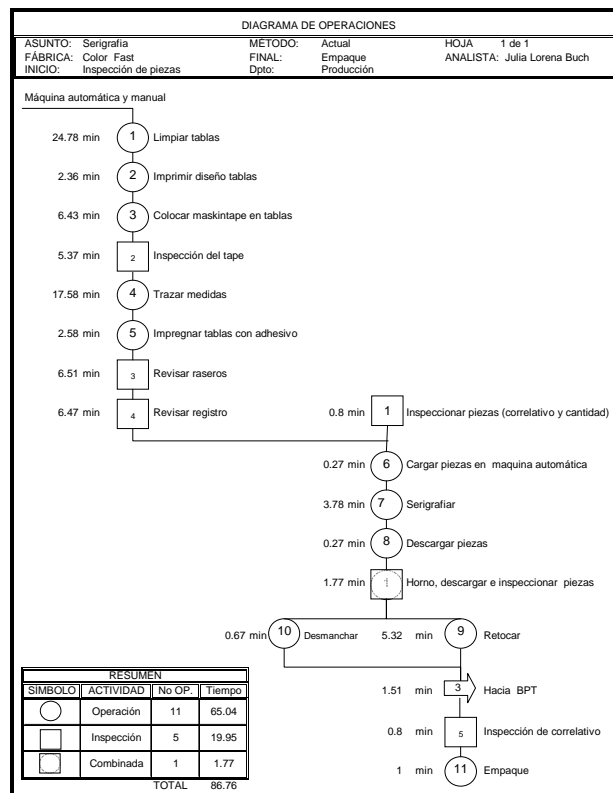 DIAGRAMA DE OPERACIONES
ASUNTO: Serigrafia MÉTODO: Actual HOJA 1 de 1
FÁBRICA: Color Fast FINAL: Empaque ANALISTA: Julia Lorena Buch
INICIO: Inspección de piezas Dpto: Producción
Máquina automática y manual
24.78 min 1 Limpiar tablas
2.36 min 2 Imprimir diseño tablas
6.43 min 3 Colocar maskintape en tablas
5.37 min 2 Inspección del tape
17.58 min 4 Trazar medidas
2.58 min 5 Impregnar tablas con adhesivo
6.51 min 3 Revisar raseros
6.47 min 4 Revisar registro
0.8 min 1 Inspeccionar piezas (correlativo y cantidad)
0.27 min 6 Cargar piezas en maquina automática
3.78 min 7 Serigrafiar
0.27 min 8 Descargar piezas
1.77 min 1 Horno, descargar e inspeccionar piezas
0.67 min 10 Desmanchar 5.32 min 9 Retocar
1.51 min 3 Hacia BPT
0.8 min 5 Inspección de correlativo
1 min 11 Empaque
RESUMEN
SÍMBOLO ACTIVIDAD No OP. Tiempo
Operación 11 65.04
Inspección 5 19.95
Combinada 1 1.77
TOTAL 86.76